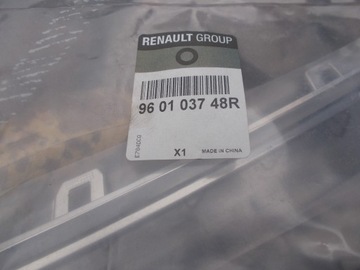 RENAULT GROUP
96 01 037 48R
X1
MADE IN CHINA